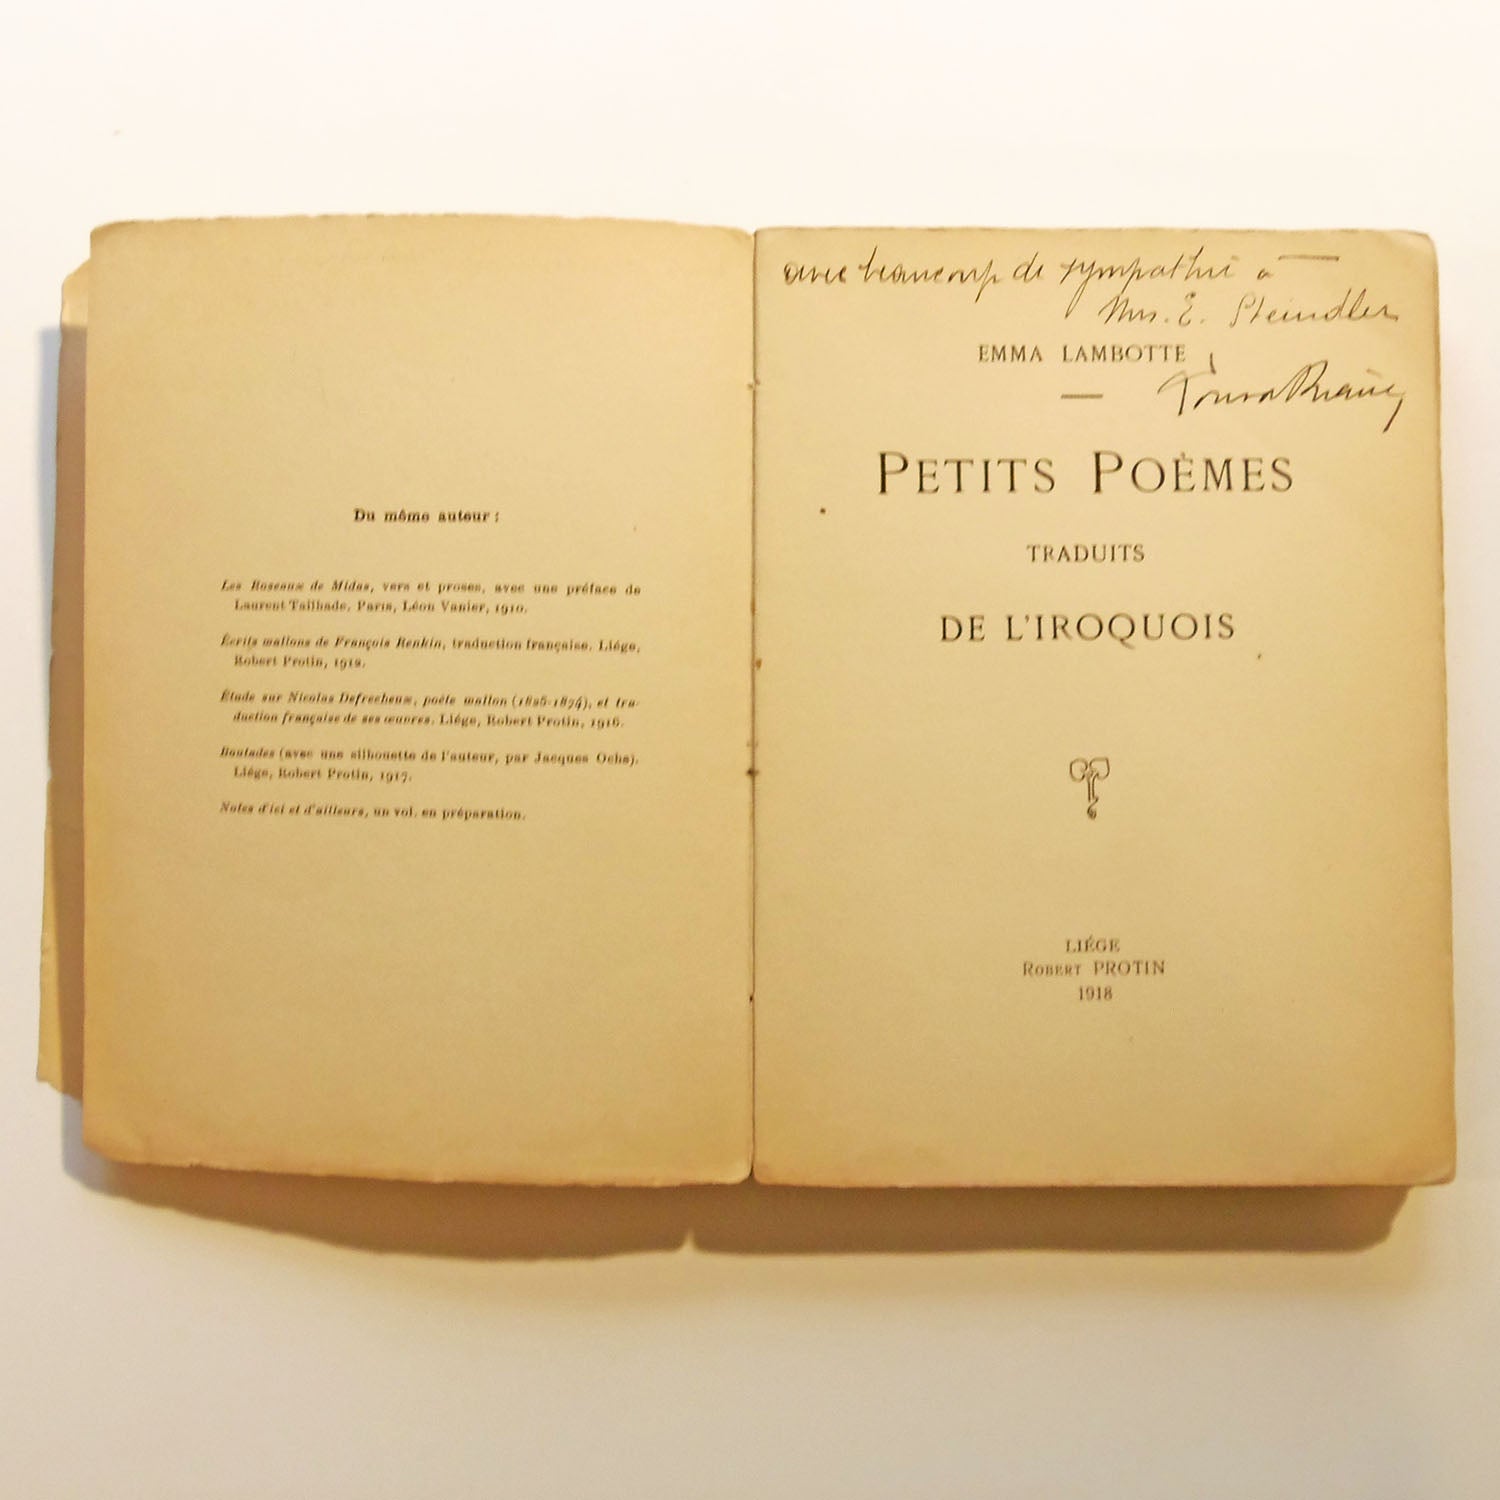 Du même auteur :
Les Roseaux de Midas, vers et proses, avec une préface de
Laurent Tailhade. Paris, Léon Vanier, 1910.
Écrits wallons de François Renkin, traduction française. Liége,
Robert Protin, 1912.
Étude sur Nicolas Defrecheux, poète wallon (1825-1874), et tra-
duction française de ses œuvres. Liége, Robert Protin, 1916.
Boutades (avec une silhouette de l'auteur, par Jacques Ochs).
Liége, Robert Protin, 1917.
Notes d'ici et d'ailleurs, un vol. en préparation.
avec beaucoup de sympathie à
Mrs. E. Steindler
EMMA LAMBOTTE
PETITS POÈMES
TRADUITS
DE L'IROQUOIS
LIÉGE
ROBERT PROTIN
1918